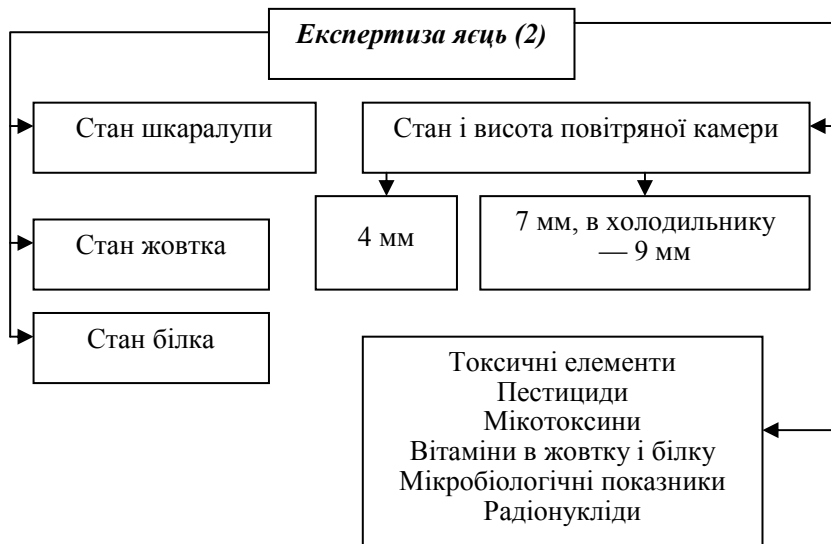 Експертиза яєць (2)
Стан шкаралупи
Стан і висота повітряної камери
4 мм
7 мм, в холодильнику
— 9 мм
Стан жовтка
Стан білка
Токсичні елементи
Пестициди
Мікотоксини
Вітаміни в жовтку і білку
Мікробіологічні показники
Радіонукліди